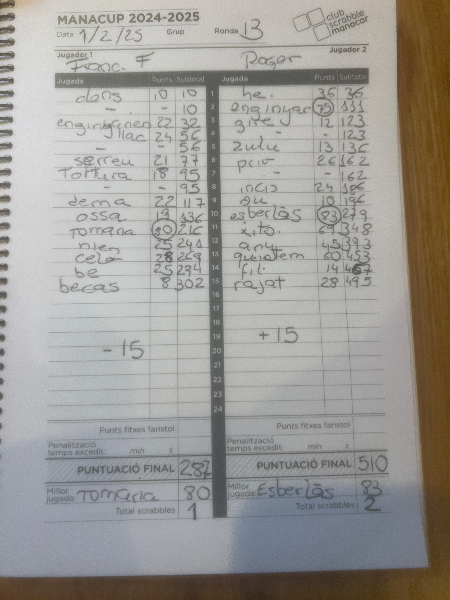 MANACUP 2024-2025
club scrabble manacor
Data 1/2/25 Grup Ronda 13
Jugador 1 Franc. F Roger Jugador 2
Jugada Punts Subtotal Jugada Punts Subtotal
dons 10 10 1 he. 36 36
- - 10 2 enginyar 75 111
22 32 3 12 123
llac 24 56 4 - - 123
- - 56 5 zulu 13 136
serreu 21 77 6 priv 26 162
Tortura 18 95 7 - - 162
- - 95 8 incis 24 186
dema 22 117 9 10 196
ossa 19 136 10 esberlàs 83 279
tomaria 80 216 11 xito. 69 348
nien 25 241 12 any 45 393
cela 28 269 13 60 453
be 25 294 14 fil. 14 467
becas 8 302 15 rajat 28 495
16
17
18
19
-15 20 +15
21
22
23
24
Punts fitxes faristol Punts fitxes faristol
Penalització temps excedit: min s Penalització temps excedit: min s
PUNTUACIÓ FINAL 287 PUNTUACIÓ FINAL 510
Millor jugada Tomaria 80 Millor jugada Esberlàs 83
Total scrabbles 1 Total scrabbles 2